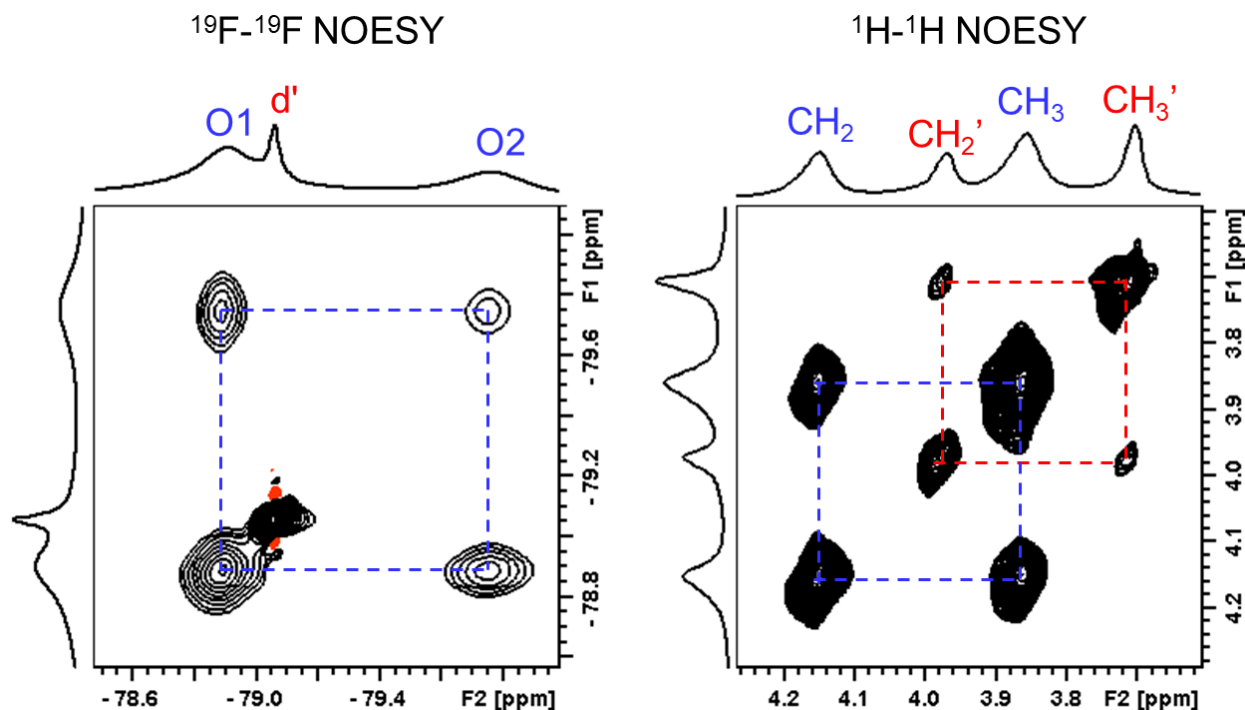 ¹⁹F-¹⁹F NOESY
¹H-¹H NOESY
O1
d'
O2
CH₂
CH₂’
CH₃
CH₃’
F1 [ppm]
- 79.6
- 79.2
- 78.8
- 78.6
- 79.0
- 79.4
F2 [ppm]
F1 [ppm]
3.8
3.9
4.0
4.1
4.2
4.2
4.1
4.0
3.9
3.8
F2 [ppm]